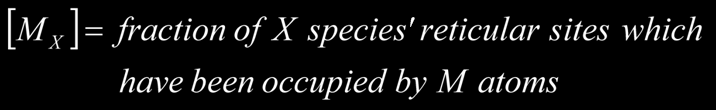 [M_X] = fraction of X species' reticular sites which
have been occupied by M atoms